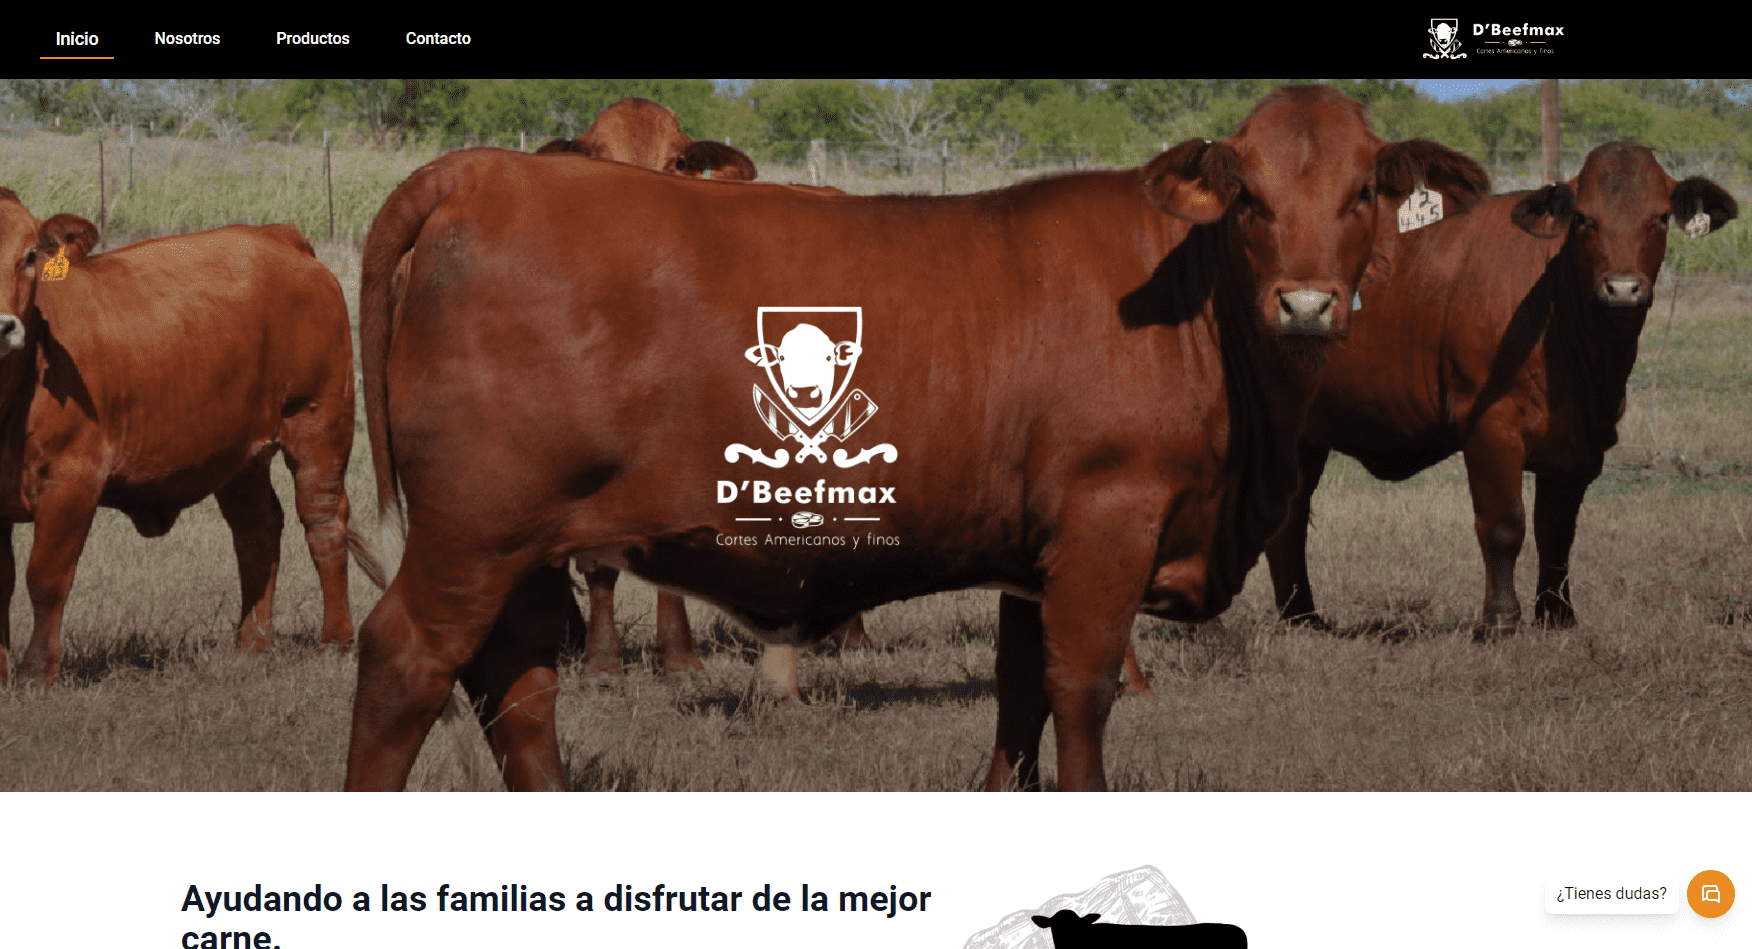 Inicio
Nosotros
Productos
Contacto
D'Beefmax
Cortes Americanos y finos
D'Beefmax
Cortes Americanos y finos
Ayudando a las familias a disfrutar de la mejor
carne.
¿Tienes dudas?